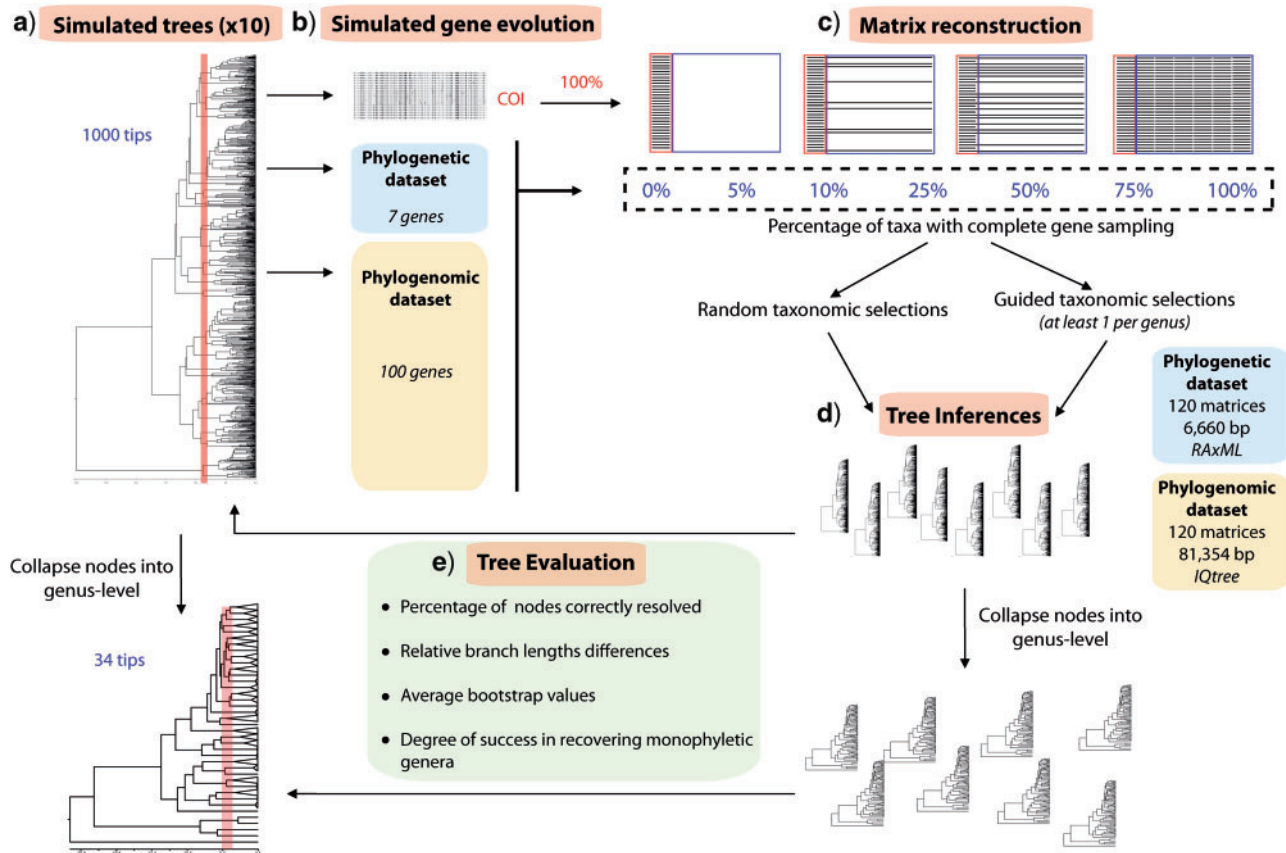 a)
Simulated trees (x10)
1000 tips
b)
Simulated gene evolution
COI
100%
Phylogenetic
dataset
7 genes
Phylogenomic
dataset
100 genes
c)
Matrix reconstruction
0% 5% 10% 25% 50% 75% 100%
Percentage of taxa with complete gene sampling
Random taxonomic selections
Guided taxonomic selections
(at least 1 per genus)
d)
Tree Inferences
Phylogenetic
dataset
120 matrices
6,660 bp
RAxML
Phylogenomic
dataset
120 matrices
81,354 bp
IQtree
Collapse nodes into
genus-level
34 tips
e)
Tree Evaluation
• Percentage of nodes correctly resolved
• Relative branch lengths differences
• Average bootstrap values
• Degree of success in recovering monophyletic
genera
Collapse nodes into
genus-level